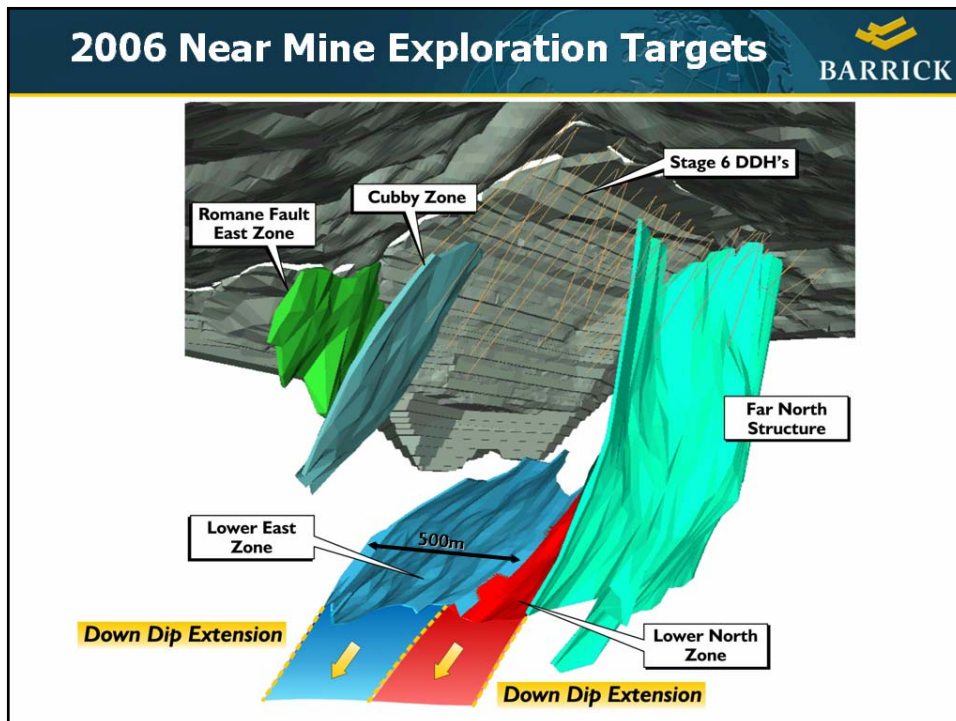 2006 Near Mine Exploration Targets
BARRICK
Stage 6 DDH's
Cubby Zone
Romane Fault
East Zone
Far North
Structure
Lower East
Zone
500m
Down Dip Extension
Lower North
Zone
Down Dip Extension